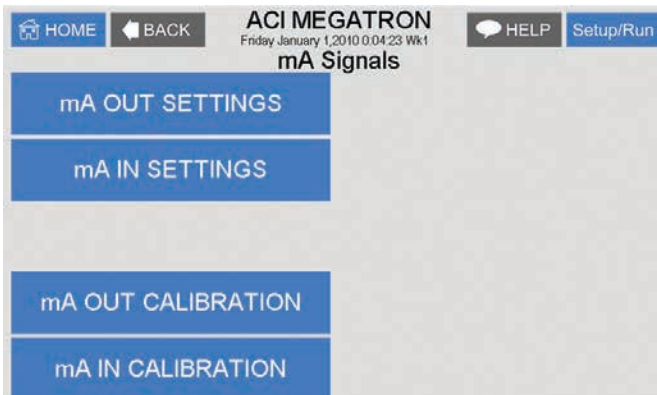 HOME BACK ACI MEGATRON HELP Setup/Run
Friday January 1,2010 0:04:23 Wk1
mA Signals
mA OUT SETTINGS
mA IN SETTINGS
mA OUT CALIBRATION
mA IN CALIBRATION